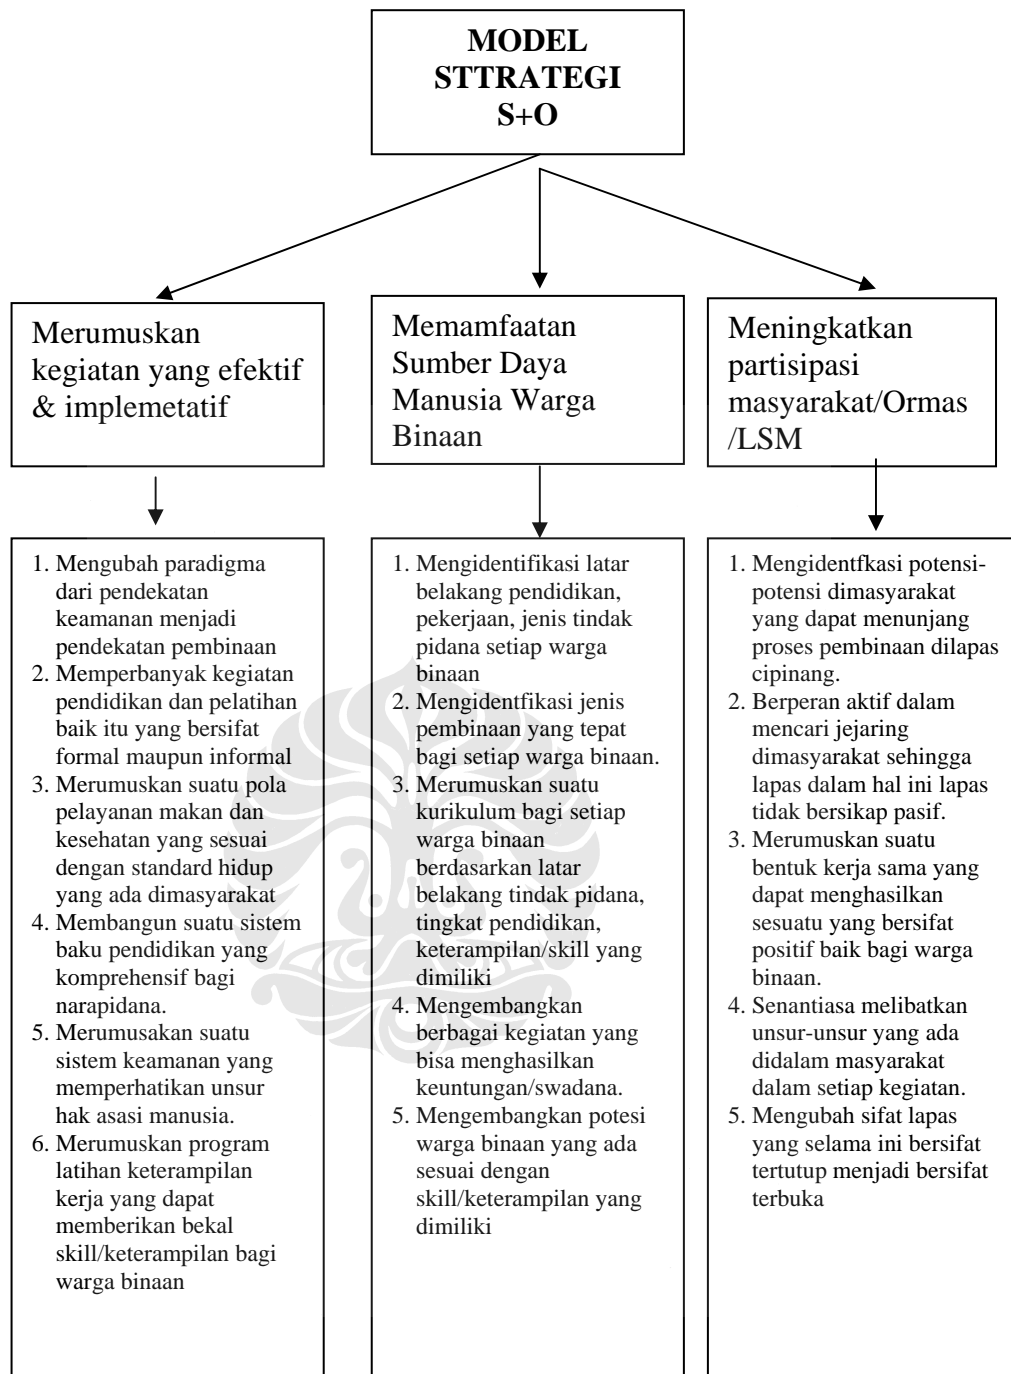 MODEL
STTRATEGI
S+O
Merumuskan
kegiatan yang efektif
& implemetatif
Memamfaatan
Sumber Daya
Manusia Warga
Binaan
Meningkatkan
partisipasi
masyarakat/Ormas
/LSM
1. Mengubah paradigma
dari pendekatan
keamanan menjadi
pendekatan pembinaan
2. Memperbanyak kegiatan
pendidikan dan pelatihan
baik itu yang bersifat
formal maupun informal
3. Merumuskan suatu pola
pelayanan makan dan
kesehatan yang sesuai
dengan standard hidup
yang ada dimasyarakat
4. Membangun suatu sistem
baku pendidikan yang
komprehensif bagi
narapidana.
5. Merumusakan suatu
sistem keamanan yang
memperhatikan unsur
hak asasi manusia.
6. Merumuskan program
latihan keterampilan
kerja yang dapat
memberikan bekal
skill/keterampilan bagi
warga binaan
1. Mengidentifikasi latar
belakang pendidikan,
pekerjaan, jenis tindak
pidana setiap warga
binaan
2. Mengidentfikasi jenis
pembinaan yang tepat
bagi setiap warga binaan.
3. Merumuskan suatu
kurikulum bagi setiap
warga binaan
berdasarkan latar
belakang tindak pidana,
tingkat pendidikan,
keterampilan/skill yang
dimiliki
4. Mengembangkan
berbagai kegiatan yang
bisa menghasilkan
keuntungan/swadana.
5. Mengembangkan potesi
warga binaan yang ada
sesuai dengan
skill/keterampilan yang
dimiliki
1. Mengidentfkasi potensi-
potensi dimasyarakat
yang dapat menunjang
proses pembinaan dilapas
cipinang.
2. Berperan aktif dalam
mencari jejaring
dimasyarakat sehingga
lapas dalam hal ini lapas
tidak bersikap pasif.
3. Merumuskan suatu
bentuk kerja sama yang
dapat menghasilkan
sesuatu yang bersifat
positif baik bagi warga
binaan.
4. Senantiasa melibatkan
unsur-unsur yang ada
didalam masyarakat
dalam setiap kegiatan.
5. Mengubah sifat lapas
yang selama ini bersifat
tertutup menjadi bersifat
terbuka